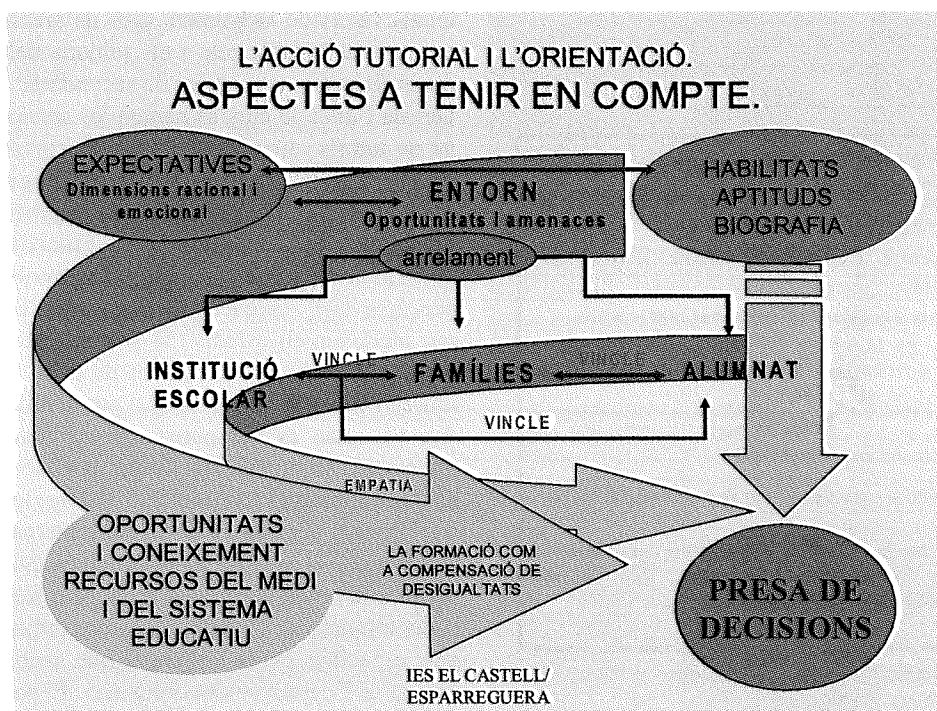 L'ACCIÓ TUTORIAL I L'ORIENTACIÓ.
ASPECTES A TENIR EN COMPTE.
EXPECTATIVES
Dimensions racional i
emocional
ENTORN
Oportunitats i amenaces
arrelament
HABILITATS
APTITUDS
BIOGRAFIA
INSTITUCIÓ
ESCOLAR
VINCLE
FAMÍLIES
VINCLE
ALUMNAT
VINCLE
EMPATIA
OPORTUNITATS
I CONEIXEMENT
RECURSOS DEL MEDI
I DEL SISTEMA
EDUCATIU
LA FORMACIÓ COM
A COMPENSACIÓ DE
DESIGUALTATS
PRESA DE
DECISIONS
IES EL CASTELL/
ESPARREGUERA